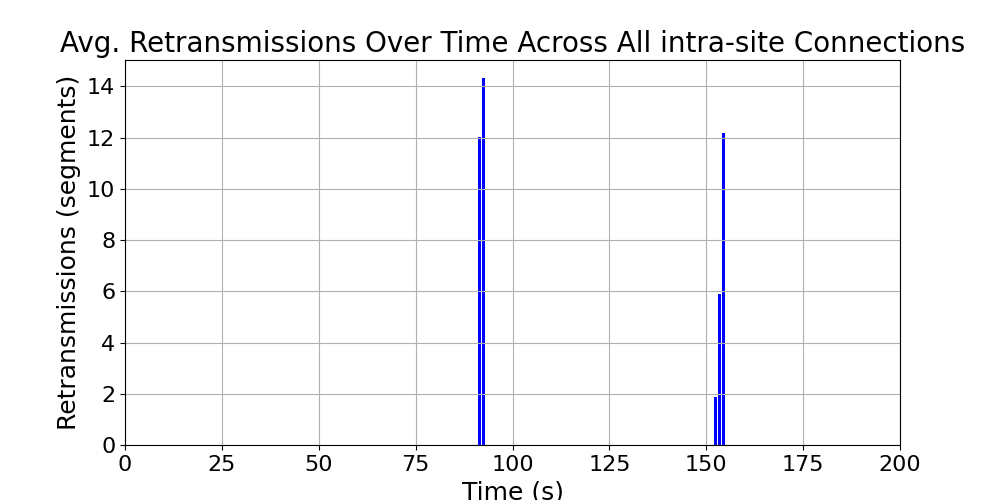 Avg. Retransmissions Over Time Across All intra-site Connections
Retransmissions (segments)
14
12
10
8
6
4
2
0
0 25 50 75 100 125 150 175 200
Time (s)